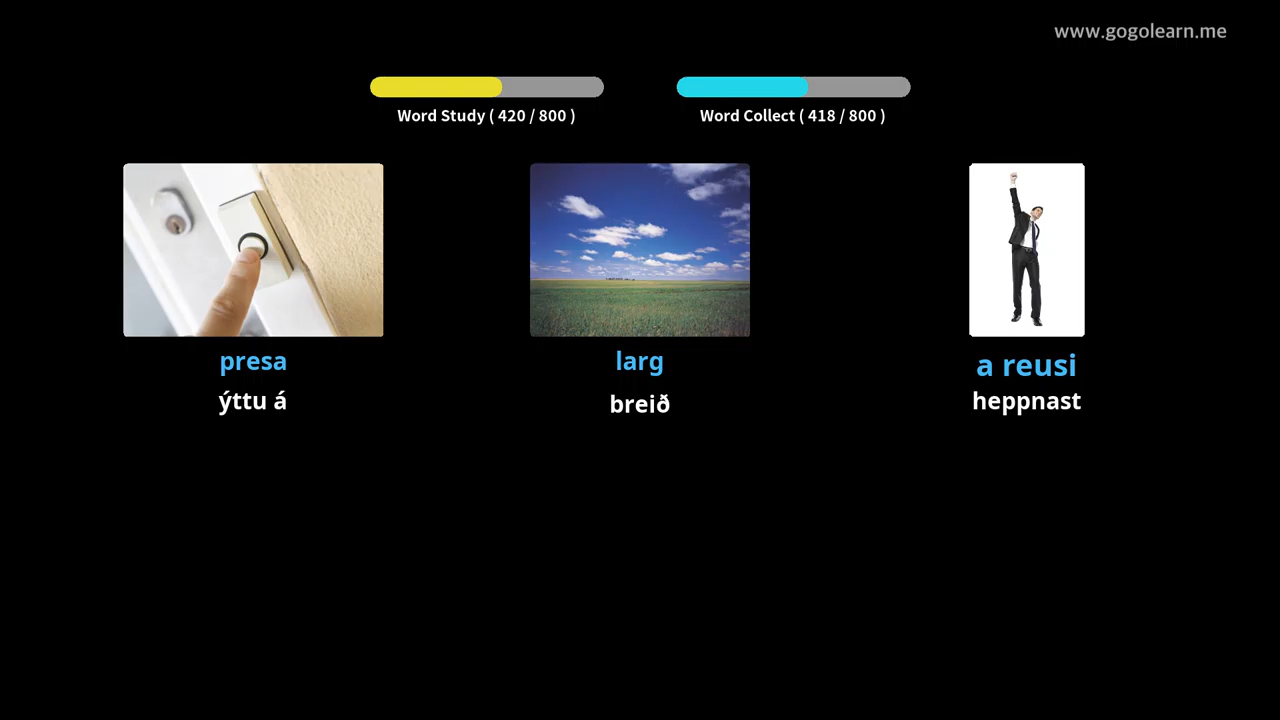 www.gogolearn.me
Word Study ( 420 / 800 )
Word Collect ( 418 / 800 )
presa
larg
a reusi
ýttu á
breið
heppnast